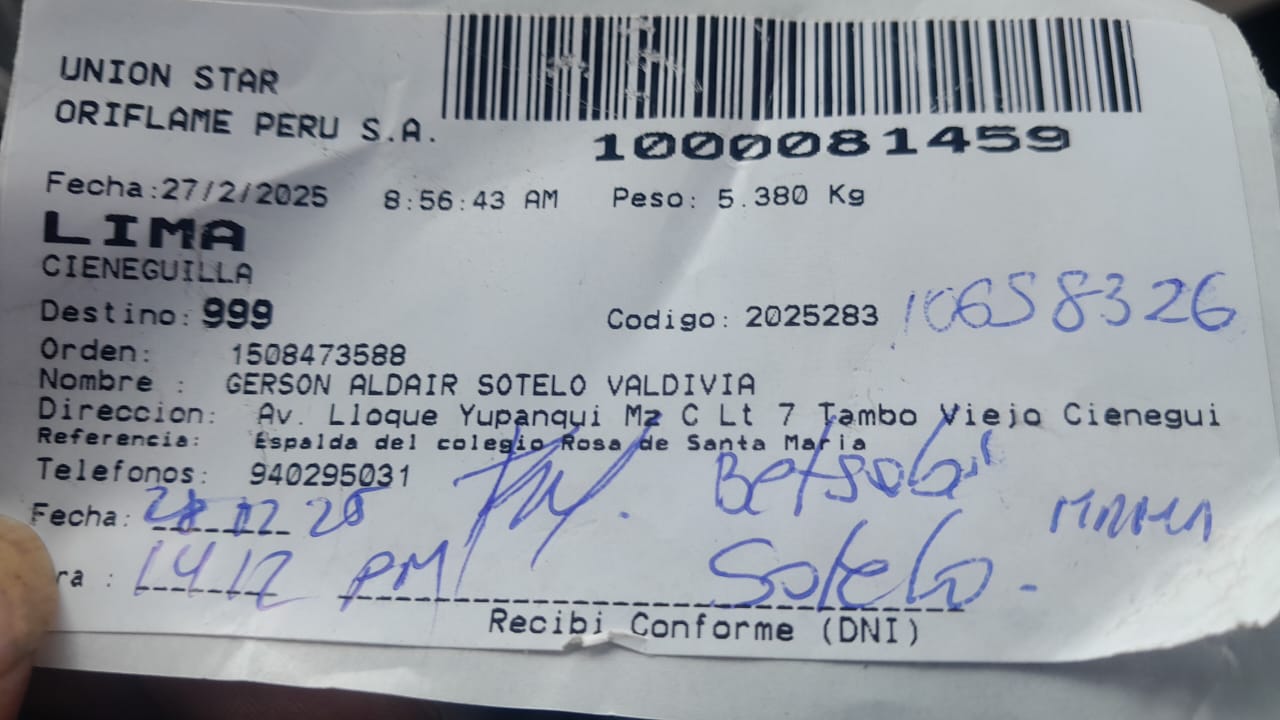 UNION STAR
ORIFLAME PERU S.A.
1000081459
Fecha:27/2/2025 8:56:43 AM Peso: 5.380 Kg
LIMA
CIENEGUILLA
Destino: 999 Codigo: 2025283 10658326
Orden: 1508473588
Nombre : GERSON ALDAIR SOTELO VALDIVIA
Direccion: Av. Lloque Yupanqui Mz C Lt 7 Tambo Viejo Cienegui
Referencia: Espalda del colegio Rosa de Santa Maria
Telefonos: 940295031 Betsabi
Fecha: 25 MAMA
ra : 14 12 PM Sotelo.
Recibi Conforme (DNI)